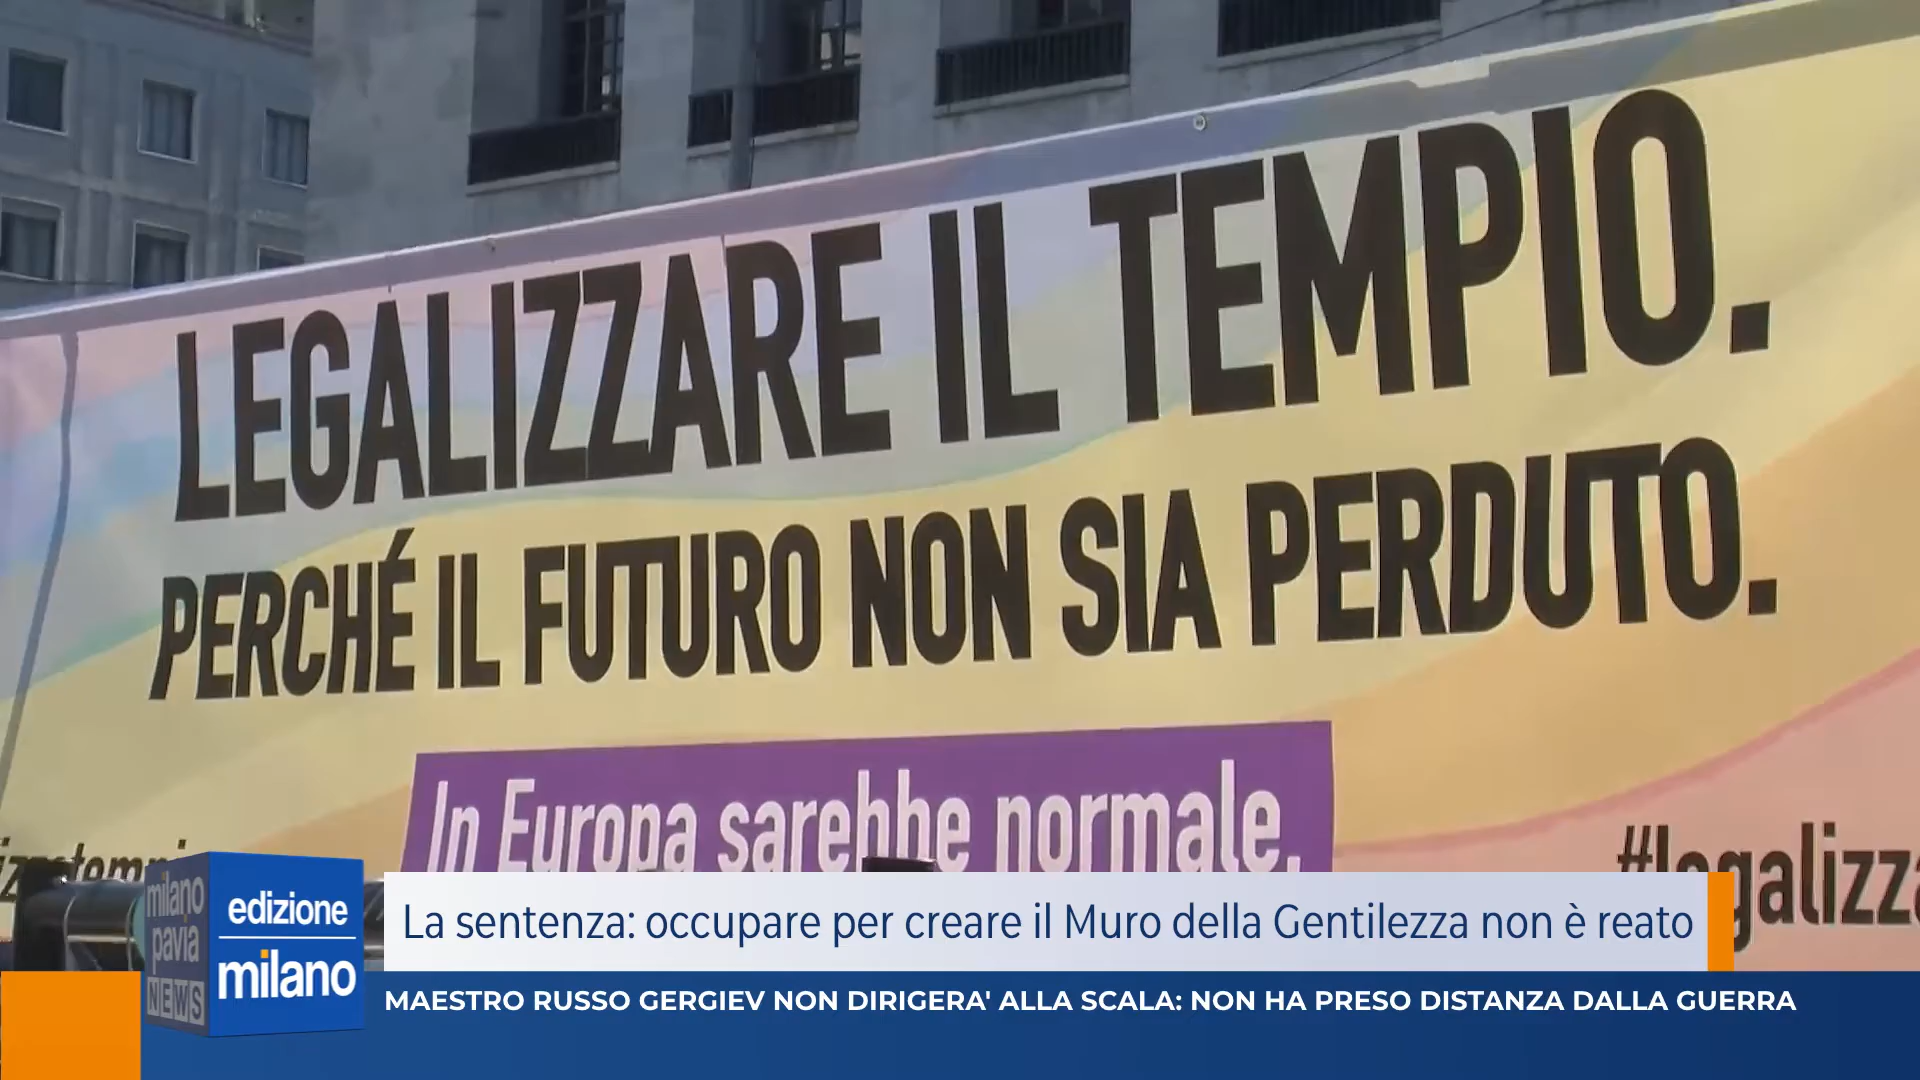 LEGALIZZARE IL TEMPIO.
PERCHÉ IL FUTURO NON SIA PERDUTO.
In Europa sarebbe normale.
#legalizza
milano
pavia
NEWS
edizione
milano
La sentenza: occupare per creare il Muro della Gentilezza non è reato
MAESTRO RUSSO GERGIEV NON DIRIGERA' ALLA SCALA: NON HA PRESO DISTANZA DALLA GUERRA